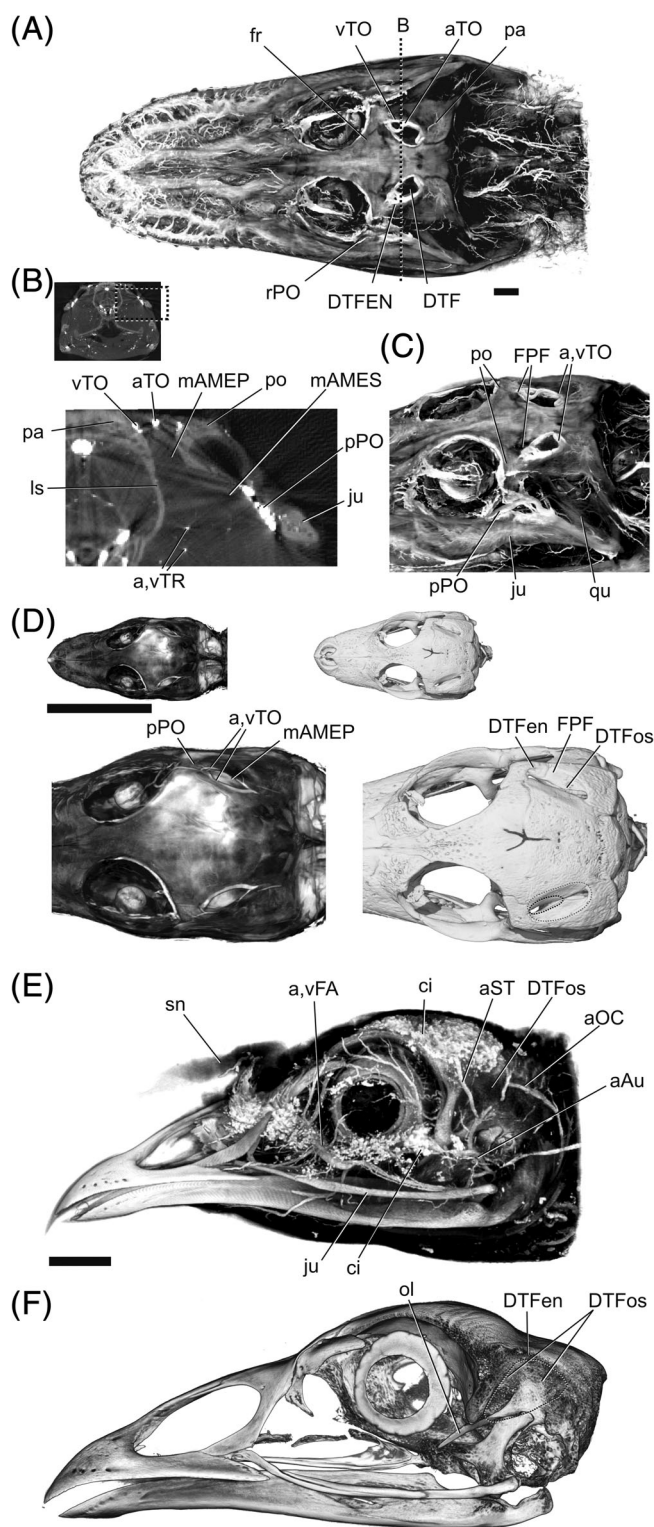 (A)
fr
vTO
B
aTO
pa
rPO
DTFEN
DTF
(B)
vTO
aTO
mAMEP
po
mAMES
pa
pPO
ls
ju
a,vTR
(C)
po
FPF
a,vTO
pPO
ju
qu
(D)
pPO
a,vTO
mAMEP
DTFen
FPF
DTFos
(E)
sn
a,vFA
ci
aST
DTFos
aOC
aAu
ju
ci
(F)
ol
DTFen
DTFos